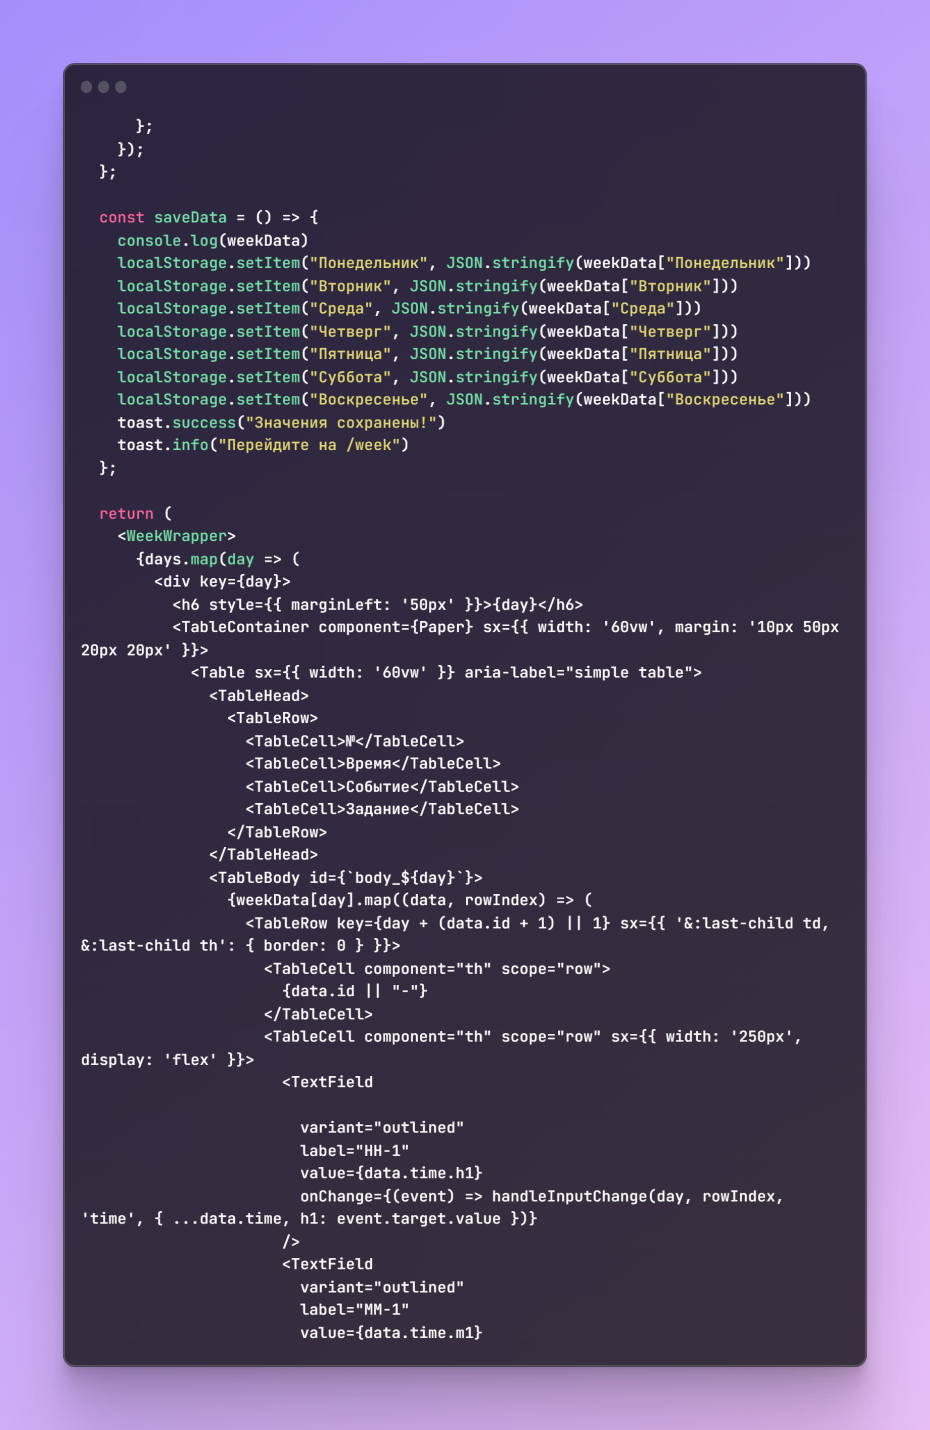 };
});
};
const saveData = () => {
console.log(weekData)
localStorage.setItem("Понедельник", JSON.stringify(weekData["Понедельник"]))
localStorage.setItem("Вторник", JSON.stringify(weekData["Вторник"]))
localStorage.setItem("Среда", JSON.stringify(weekData["Среда"]))
localStorage.setItem("Четверг", JSON.stringify(weekData["Четверг"]))
localStorage.setItem("Пятница", JSON.stringify(weekData["Пятница"]))
localStorage.setItem("Суббота", JSON.stringify(weekData["Суббота"]))
localStorage.setItem("Воскресенье", JSON.stringify(weekData["Воскресенье"]))
toast.success("Значения сохранены!")
toast.info("Перейдите на /week")
};
return (
<WeekWrapper>
{days.map(day => (
<div key={day}>
<h6 style={{ marginLeft: '50px' }}>{day}</h6>
<TableContainer component={Paper} sx={{ width: '60vw', margin: '10px 50px
20px 20px' }}>
<Table sx={{ width: '60vw' }} aria-label="simple table">
<TableHead>
<TableRow>
<TableCell>№</TableCell>
<TableCell>Время</TableCell>
<TableCell>Событие</TableCell>
<TableCell>Задание</TableCell>
</TableRow>
</TableHead>
<TableBody id={`body_${day}`}>
{weekData[day].map((data, rowIndex) => (
<TableRow key={day + (data.id + 1) || 1} sx={{ '&:last-child td,
&:last-child th': { border: 0 } }}>
<TableCell component="th" scope="row">
{data.id || "-"}
</TableCell>
<TableCell component="th" scope="row" sx={{ width: '250px',
display: 'flex' }}>
<TextField
variant="outlined"
label="HH-1"
value={data.time.h1}
onChange={(event) => handleInputChange(day, rowIndex,
'time', { ...data.time, h1: event.target.value })}
/>
<TextField
variant="outlined"
label="MM-1"
value={data.time.m1}